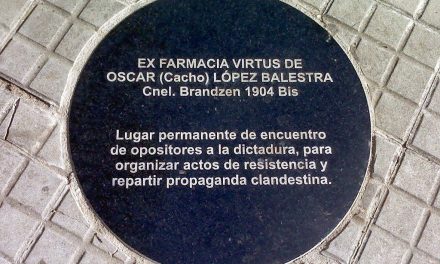 EX FARMACIA VIRTUS DE
OSCAR (Cacho) LÓPEZ BALESTRA
Cnel. Brandzen 1904 Bis
Lugar permanente de encuentro
de opositores a la dictadura, para
organizar actos de resistencia y
repartir propaganda clandestina.